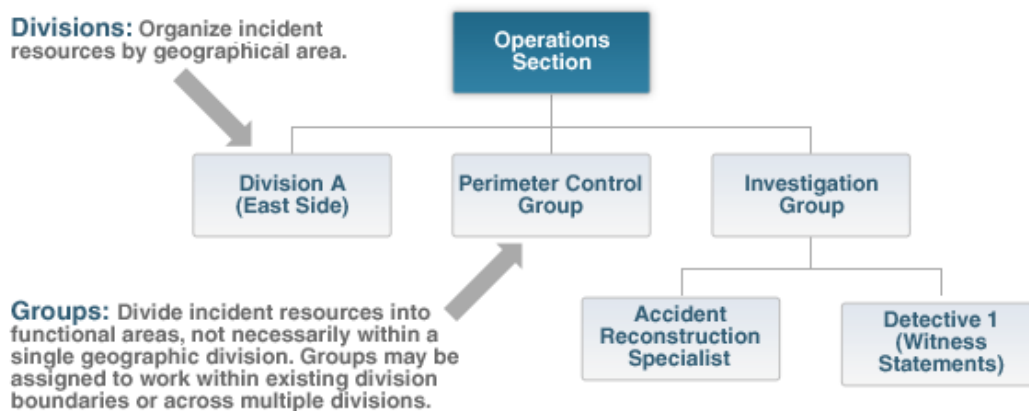 Divisions: Organize incident
resources by geographical area.
Operations
Section
Division A
(East Side)
Perimeter Control
Group
Investigation
Group
Groups: Divide incident resources into
functional areas, not necessarily within a
single geographic division. Groups may be
assigned to work within existing division
boundaries or across multiple divisions.
Accident
Reconstruction
Specialist
Detective 1
(Witness
Statements)